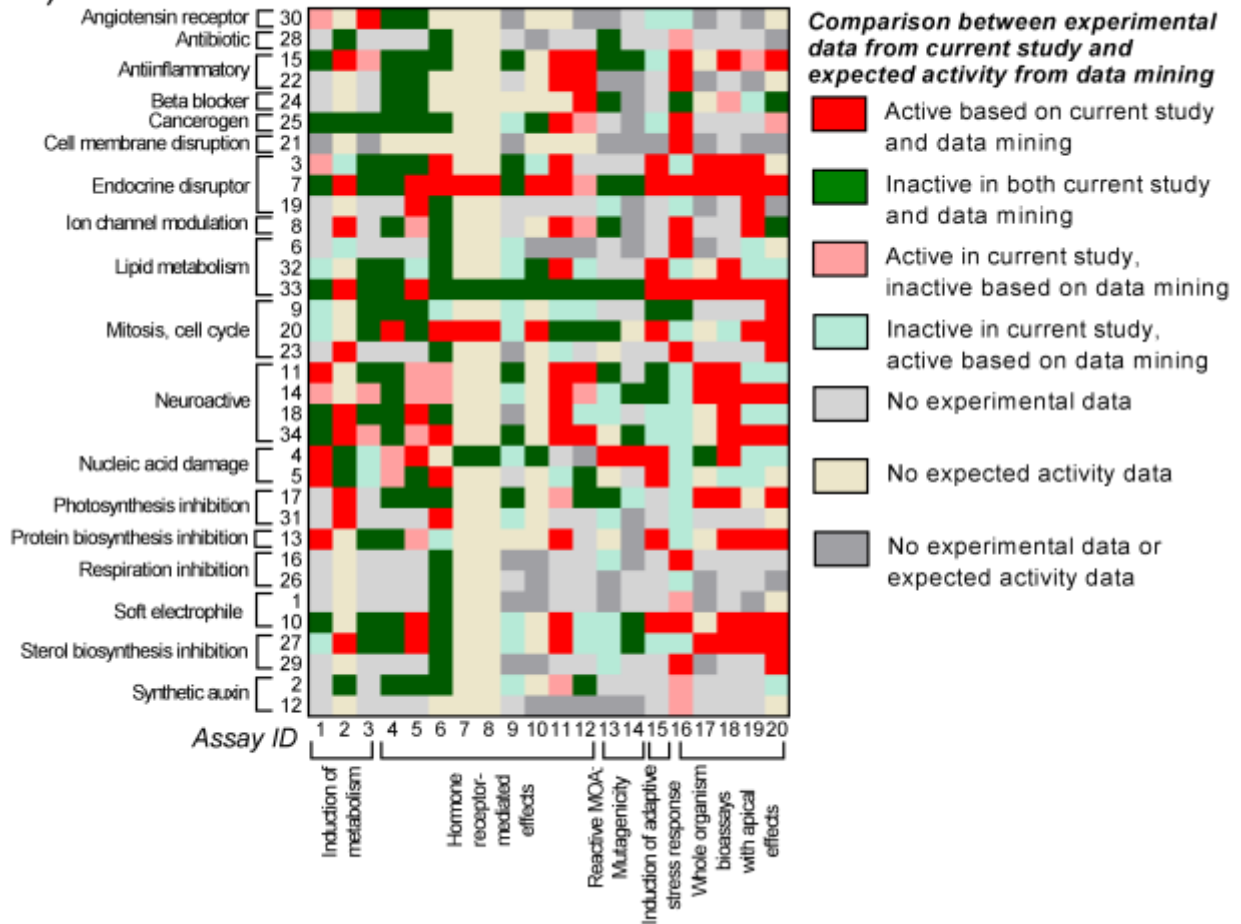 )
Angiotensin receptor 30
Antibiotic 28
Antiinflammatory 15
22
Beta blocker 24
Cancerogen 25
Cell membrane disruption 21
3
Endocrine disruptor 7
19
Ion channel modulation 8
6
Lipid metabolism 32
33
9
Mitosis, cell cycle 20
23
11
Neuroactive 14
18
34
Nucleic acid damage 4
5
Photosynthesis inhibition 17
31
Protein biosynthesis inhibition 13
Respiration inhibition 16
26
Soft electrophile 1
10
Sterol biosynthesis inhibition 27
29
Synthetic auxin 2
12
Assay ID 1 2 3 4 5 6 7 8 9 10 11 12 13 14 15 16 17 18 19 20
Induction of
metabolism
Hormone
receptor-
mediated
effects
Reactive MOA:
Mutagenicity
Induction of adaptive
stress response
Whole organism
bioassays
with apical
effects
Comparison between experimental
data from current study and
expected activity from data mining
Active based on current study
and data mining
Inactive in both current study
and data mining
Active in current study,
inactive based on data mining
Inactive in current study,
active based on data mining
No experimental data
No expected activity data
No experimental data or
expected activity data